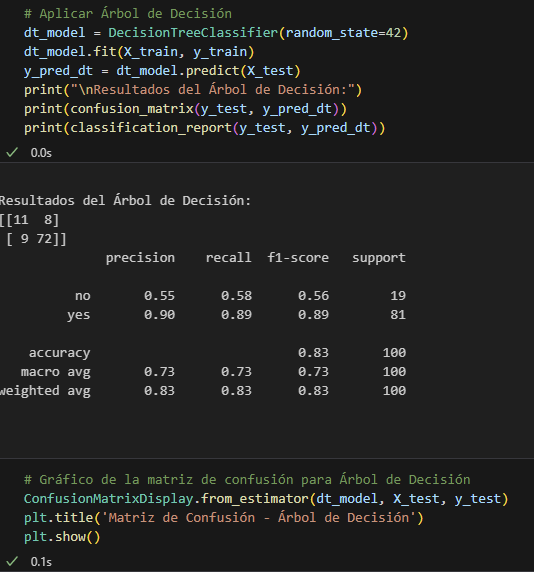 # Aplicar Árbol de Decisión
dt_model = DecisionTreeClassifier(random_state=42)
dt_model.fit(X_train, y_train)
y_pred_dt = dt_model.predict(X_test)
print("\nResultados del Árbol de Decisión:")
print(confusion_matrix(y_test, y_pred_dt))
print(classification_report(y_test, y_pred_dt))
✓ 0.0s
Resultados del Árbol de Decisión:
[[11  8]
 [ 9 72]]
              precision    recall  f1-score   support
          no       0.55      0.58      0.56        19
         yes       0.90      0.89      0.89        81
    accuracy                           0.83       100
   macro avg       0.73      0.73      0.73       100
weighted avg       0.83      0.83      0.83       100
# Gráfico de la matriz de confusión para Árbol de Decisión
ConfusionMatrixDisplay.from_estimator(dt_model, X_test, y_test)
plt.title('Matriz de Confusión - Árbol de Decisión')
plt.show()
✓ 0.1s